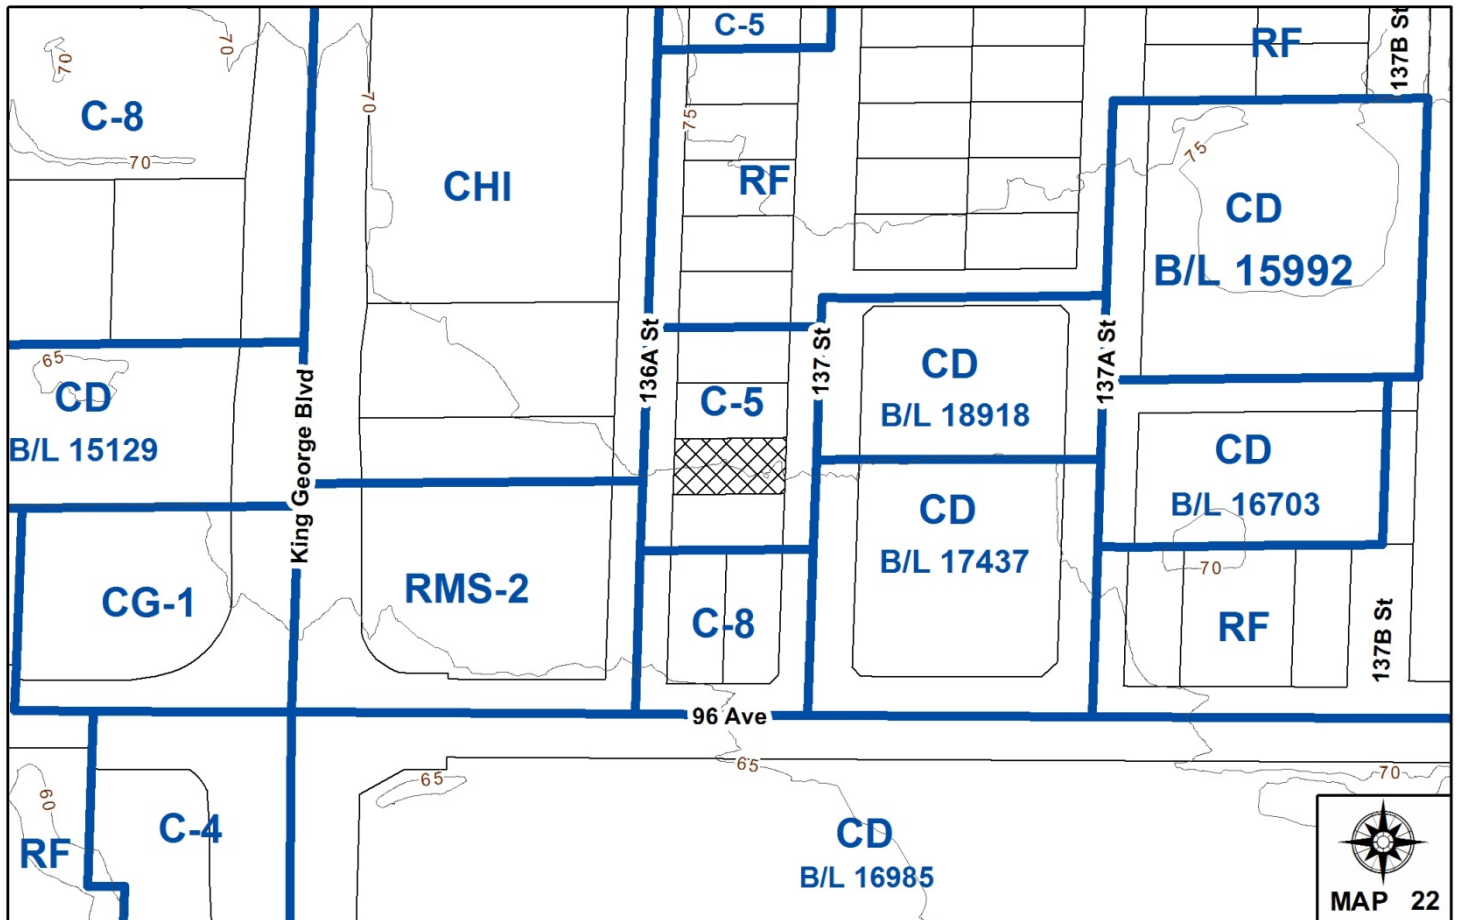 C-5
RF
137B St
70
70
C-8
70
70
CHI
75
RF
75
CD
B/L 15992
65
CD
B/L 15129
King George Blvd
136A St
C-5
137 St
CD
B/L 18918
137A St
CD
B/L 16703
CD
B/L 17437
CG-1
RMS-2
C-8
70
RF
137B St
96 Ave
65
65
70
60
RF
C-4
CD
B/L 16985
MAP 22